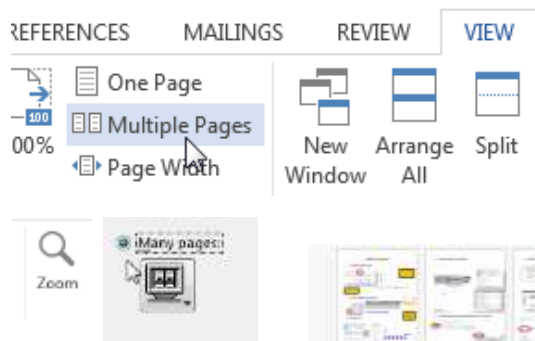 REFERENCES MAILINGS REVIEW VIEW
One Page
100
Multiple Pages
00%
Page Width
New Window
Arrange All
Split
Zoom
Many pages: